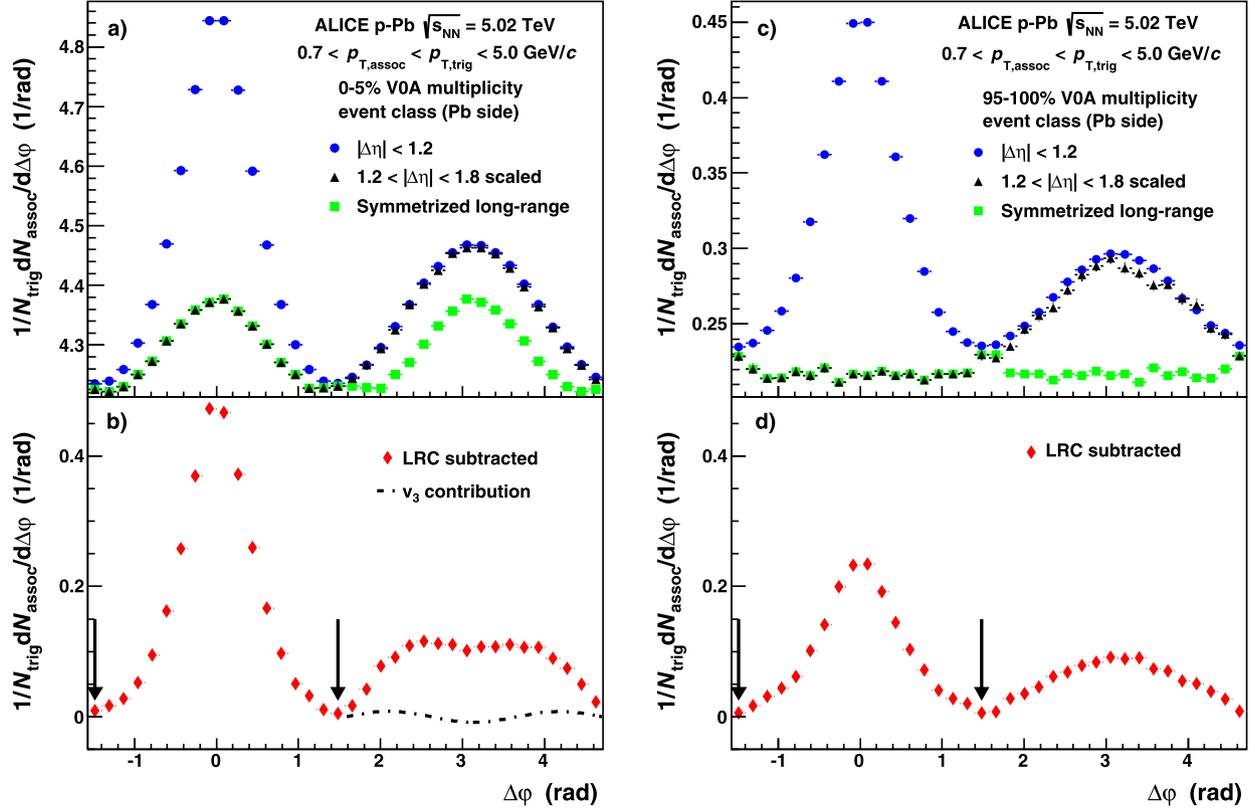 a)
ALICE p-Pb √sNN = 5.02 TeV
0.7 < pT,assoc < pT,trig < 5.0 GeV/c
0-5% V0A multiplicity
event class (Pb side)
|Δη| < 1.2
1.2 < |Δη| < 1.8 scaled
Symmetrized long-range
1/Ntrig dNassoc/dΔφ (1/rad)
4.8
4.7
4.6
4.5
4.4
4.3
b)
LRC subtracted
v3 contribution
1/Ntrig dNassoc/dΔφ (1/rad)
0.4
0.2
0
-1 0 1 2 3 4
Δφ (rad)
c)
ALICE p-Pb √sNN = 5.02 TeV
0.7 < pT,assoc < pT,trig < 5.0 GeV/c
95-100% V0A multiplicity
event class (Pb side)
|Δη| < 1.2
1.2 < |Δη| < 1.8 scaled
Symmetrized long-range
1/Ntrig dNassoc/dΔφ (1/rad)
0.45
0.4
0.35
0.3
0.25
d)
LRC subtracted
1/Ntrig dNassoc/dΔφ (1/rad)
0.4
0.2
0
-1 0 1 2 3 4
Δφ (rad)